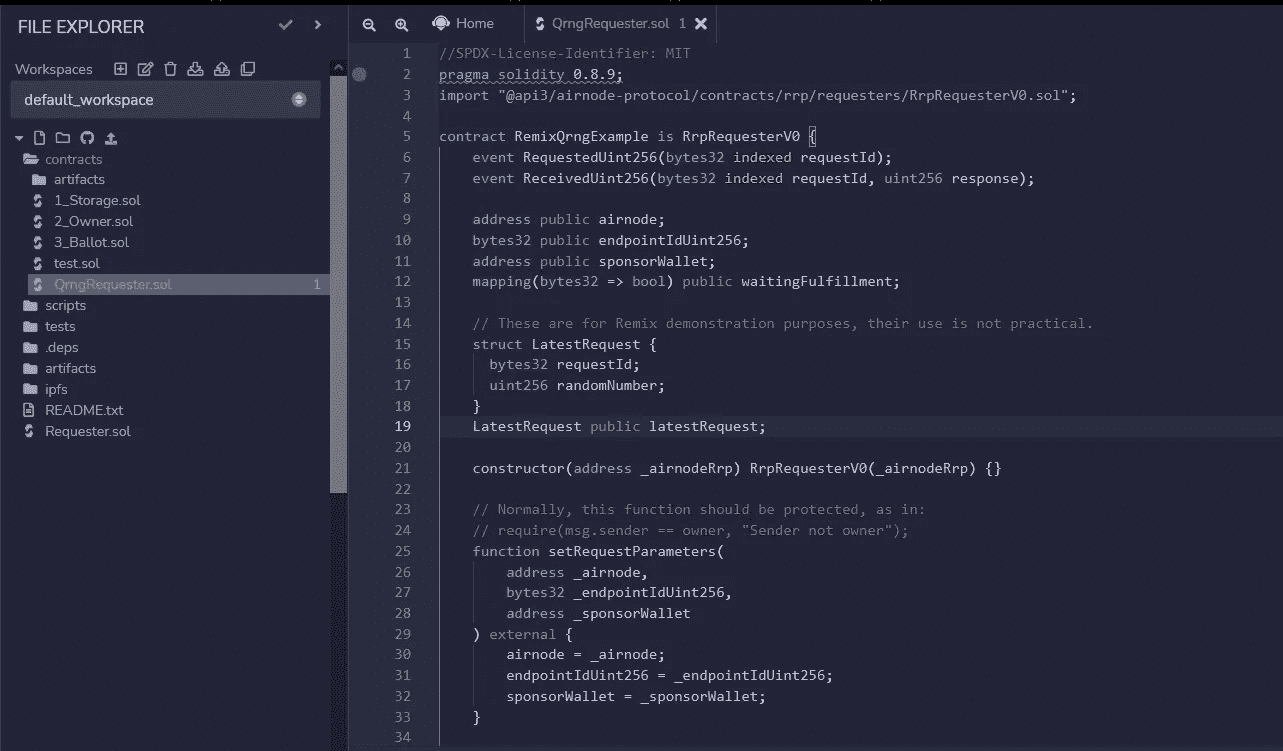 FILE EXPLORER
Workspaces
default_workspace
contracts
artifacts
1_Storage.sol
2_Owner.sol
3_Ballot.sol
test.sol
QrngRequester.sol 1
scripts
tests
.deps
artifacts
ipfs
README.txt
Requester.sol
Home
QrngRequester.sol 1
1 //SPDX-License-Identifier: MIT
2 pragma solidity 0.8.9;
3 import "@api3/airnode-protocol/contracts/rrp/requesters/RrpRequesterV0.sol";
4
5 contract RemixQrngExample is RrpRequesterV0 {
6 event RequestedUint256(bytes32 indexed requestId);
7 event ReceivedUint256(bytes32 indexed requestId, uint256 response);
8
9 address public airnode;
10 bytes32 public endpointIdUint256;
11 address public sponsorWallet;
12 mapping(bytes32 => bool) public waitingFulfillment;
13
14 // These are for Remix demonstration purposes, their use is not practical.
15 struct LatestRequest {
16 bytes32 requestId;
17 uint256 randomNumber;
18 }
19 LatestRequest public latestRequest;
20
21 constructor(address _airnodeRrp) RrpRequesterV0(_airnodeRrp) {}
22
23 // Normally, this function should be protected, as in:
24 // require(msg.sender == owner, "Sender not owner");
25 function setRequestParameters(
26 address _airnode,
27 bytes32 _endpointIdUint256,
28 address _sponsorWallet
29 ) external {
30 airnode = _airnode;
31 endpointIdUint256 = _endpointIdUint256;
32 sponsorWallet = _sponsorWallet;
33 }
34